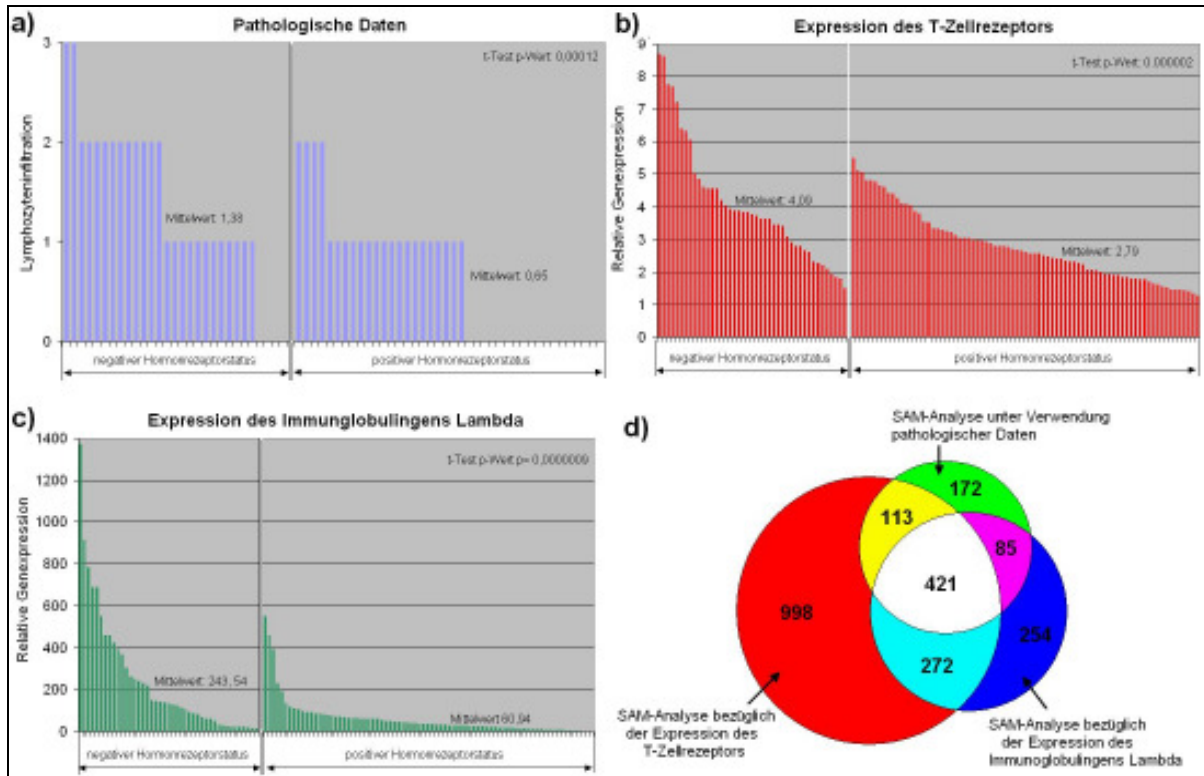 a)
Pathologische Daten
3
2
1
0
Lymphozyteninfiltration
t-Test p-Wert: 0,00012
Mittelwert: 1,38
Mittelwert: 0,65
negativer Hormonrezeptorstatus
positiver Hormonrezeptorstatus
b)
Expression des T-Zellrezeptors
9
8
7
6
5
4
3
2
1
0
Relative Genexpression
t-Test p-Wert: 0,000002
Mittelwert: 4,09
Mittelwert: 2,79
negativer Hormonrezeptorstatus
positiver Hormonrezeptorstatus
c)
Expression des Immunglobulingens Lambda
1400
1200
1000
800
600
400
200
0
Relative Genexpression
t-Test p-Wert p= 0,0000009
Mittelwert: 243,54
Mittelwert 60,94
negativer Hormonrezeptorstatus
positiver Hormonrezeptorstatus
d)
SAM-Analyse unter Verwendung
pathologischer Daten
172
113
85
421
998
254
272
SAM-Analyse bezüglich
der Expression des
T-Zellrezeptors
SAM-Analyse bezüglich
der Expression des
Immunoglobulingens Lambda